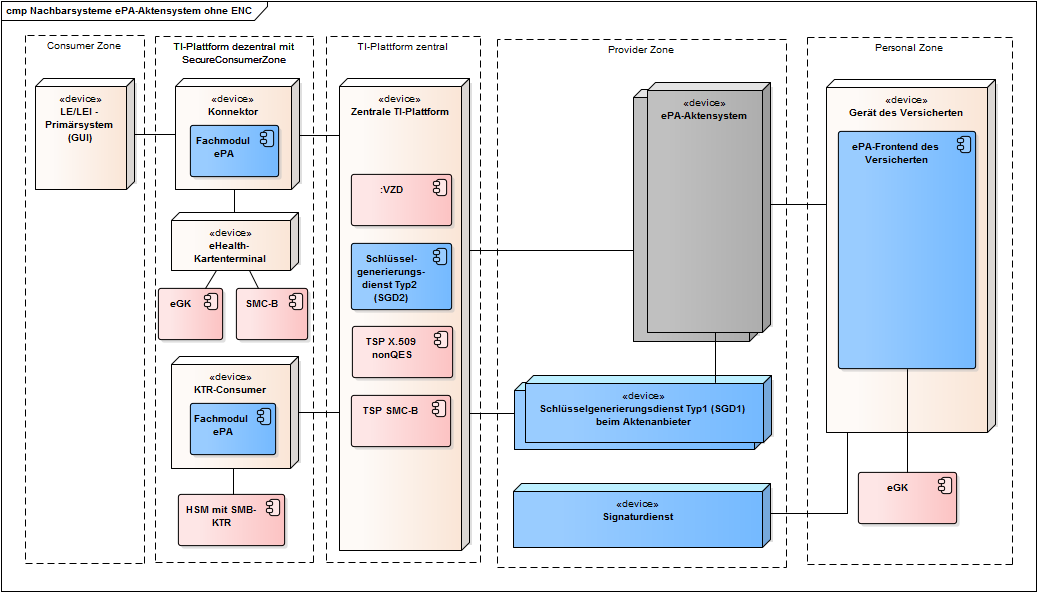 cmp Nachbarsysteme ePA-Aktensystem ohne ENC
Consumer Zone
«device»
LE/LEI -
Primärsystem
(GUI)
TI-Plattform dezentral mit
SecureConsumerZone
«device»
Konnektor
Fachmodul
ePA
«device»
eHealth-
Kartenterminal
eGK
SMC-B
«device»
KTR-Consumer
Fachmodul
ePA
HSM mit SMB-
KTR
TI-Plattform zentral
«device»
Zentrale TI-Plattform
:VZD
Schlüssel-
generierungs-
dienst Typ2
(SGD2)
TSP X.509
nonQES
TSP SMC-B
Provider Zone
«device»
ePA-Aktensystem
«device»
Schlüsselgenerierungsdienst Typ1 (SGD1)
beim Aktenanbieter
«device»
Signaturdienst
Personal Zone
«device»
Gerät des Versicherten
ePA-Frontend des
Versicherten
eGK